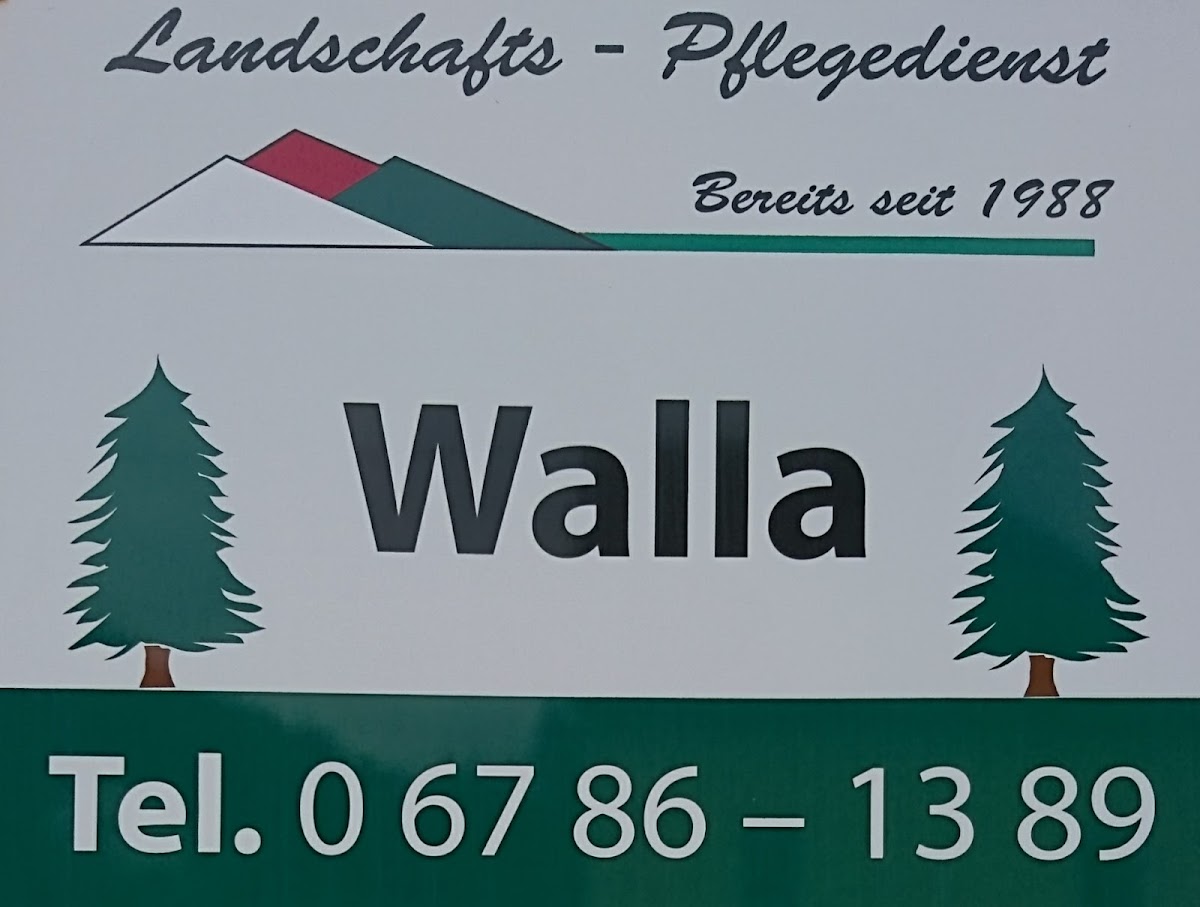 Landschafts - Pflegedienst
Bereits seit 1988
Walla
Tel. 0 67 86 – 13 89